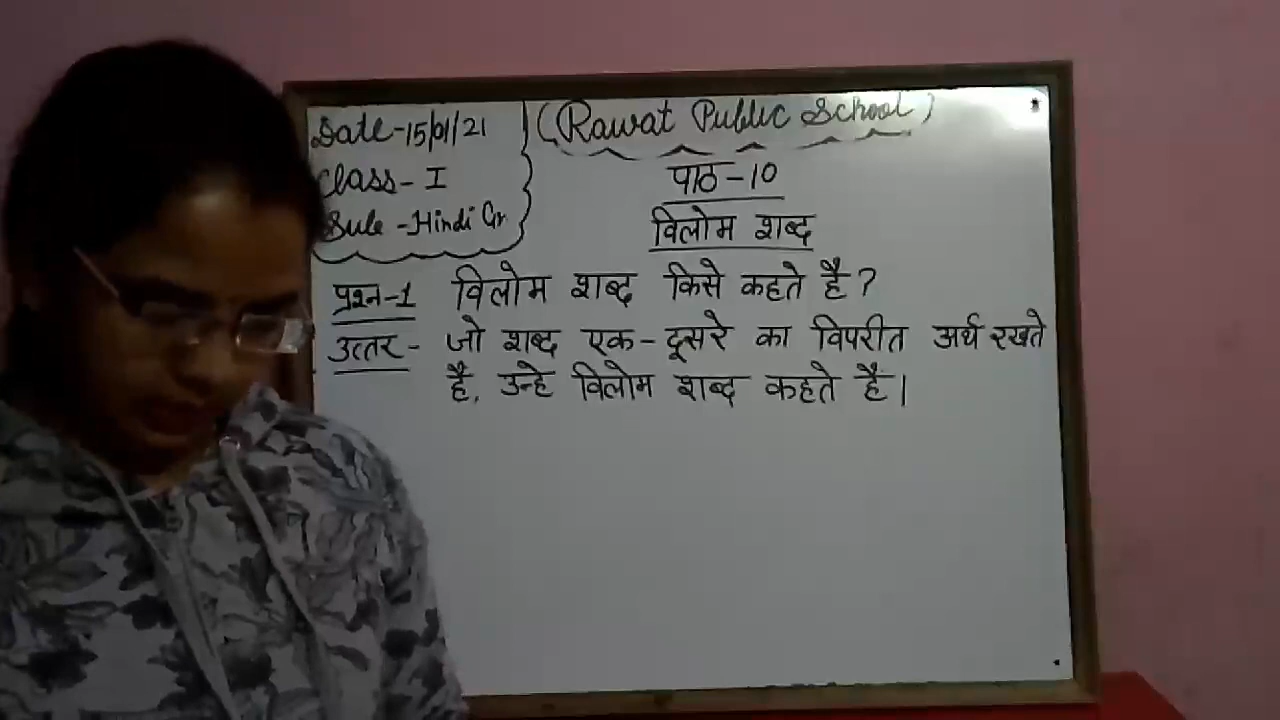 Date-15/01/21
(Rawat Public School)
Class-I
Sub:-Hindi Gr
पाठ-10
विलोम शब्द
प्रश्न-1 विलोम शब्द किसे कहते है?
उत्तर- जो शब्द एक-दूसरे का विपरीत अर्थ रखते
है, उन्हे विलोम शब्द कहते है।